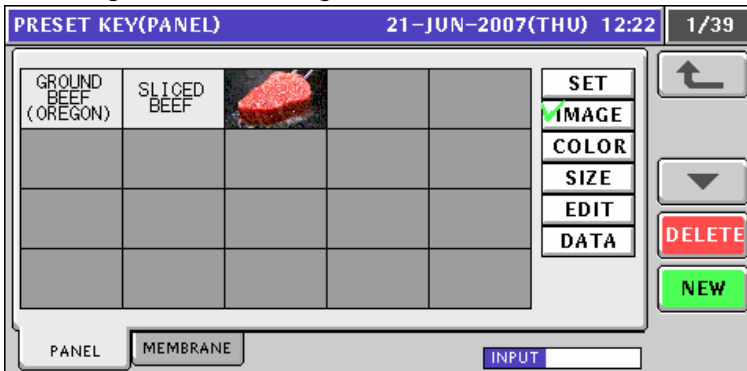 PRESET KEY(PANEL) 21-JUN-2007(THU) 12:22 1/39
GROUND
BEEF
(OREGON)
SLICED
BEEF
SET
IMAGE
COLOR
SIZE
EDIT
DATA
DELETE
NEW
PANEL
MEMBRANE
INPUT